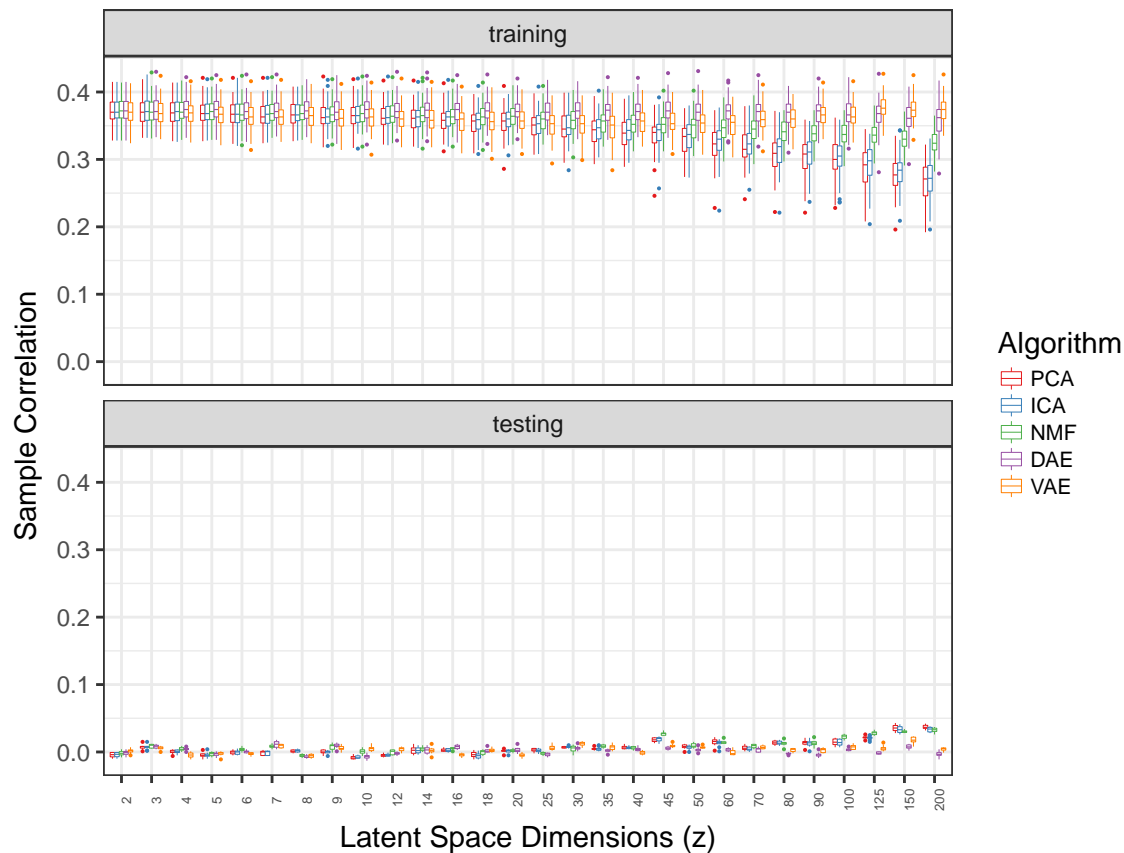 training
0.4
0.3
0.2
0.1
0.0
testing
0.4
0.3
0.2
0.1
0.0
2 3 4 5 6 7 8 9 10 12 14 16 18 20 25 30 35 40 45 50 60 70 80 90 100 125 150 200
Latent Space Dimensions (z)
Sample Correlation
Algorithm
PCA
ICA
NMF
DAE
VAE